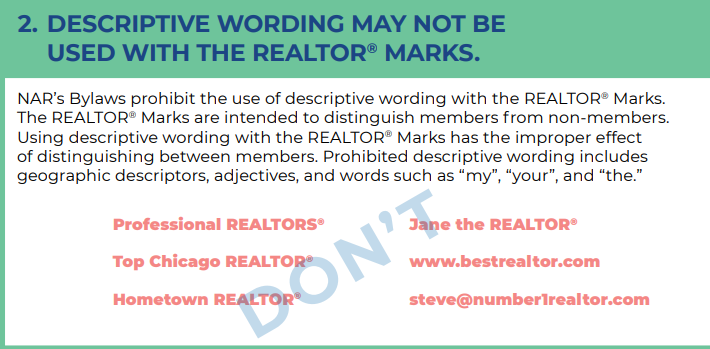 2. DESCRIPTIVE WORDING MAY NOT BE
USED WITH THE REALTOR® MARKS.
NAR’s Bylaws prohibit the use of descriptive wording with the REALTOR® Marks.
The REALTOR® Marks are intended to distinguish members from non-members.
Using descriptive wording with the REALTOR® Marks has the improper effect
of distinguishing between members. Prohibited descriptive wording includes
geographic descriptors, adjectives, and words such as “my”, “your”, and “the.”
Professional REALTORS®
Jane the REALTOR®
Top Chicago REALTOR®
www.bestrealtor.com
Hometown REALTOR®
steve@number1realtor.com
DON’T